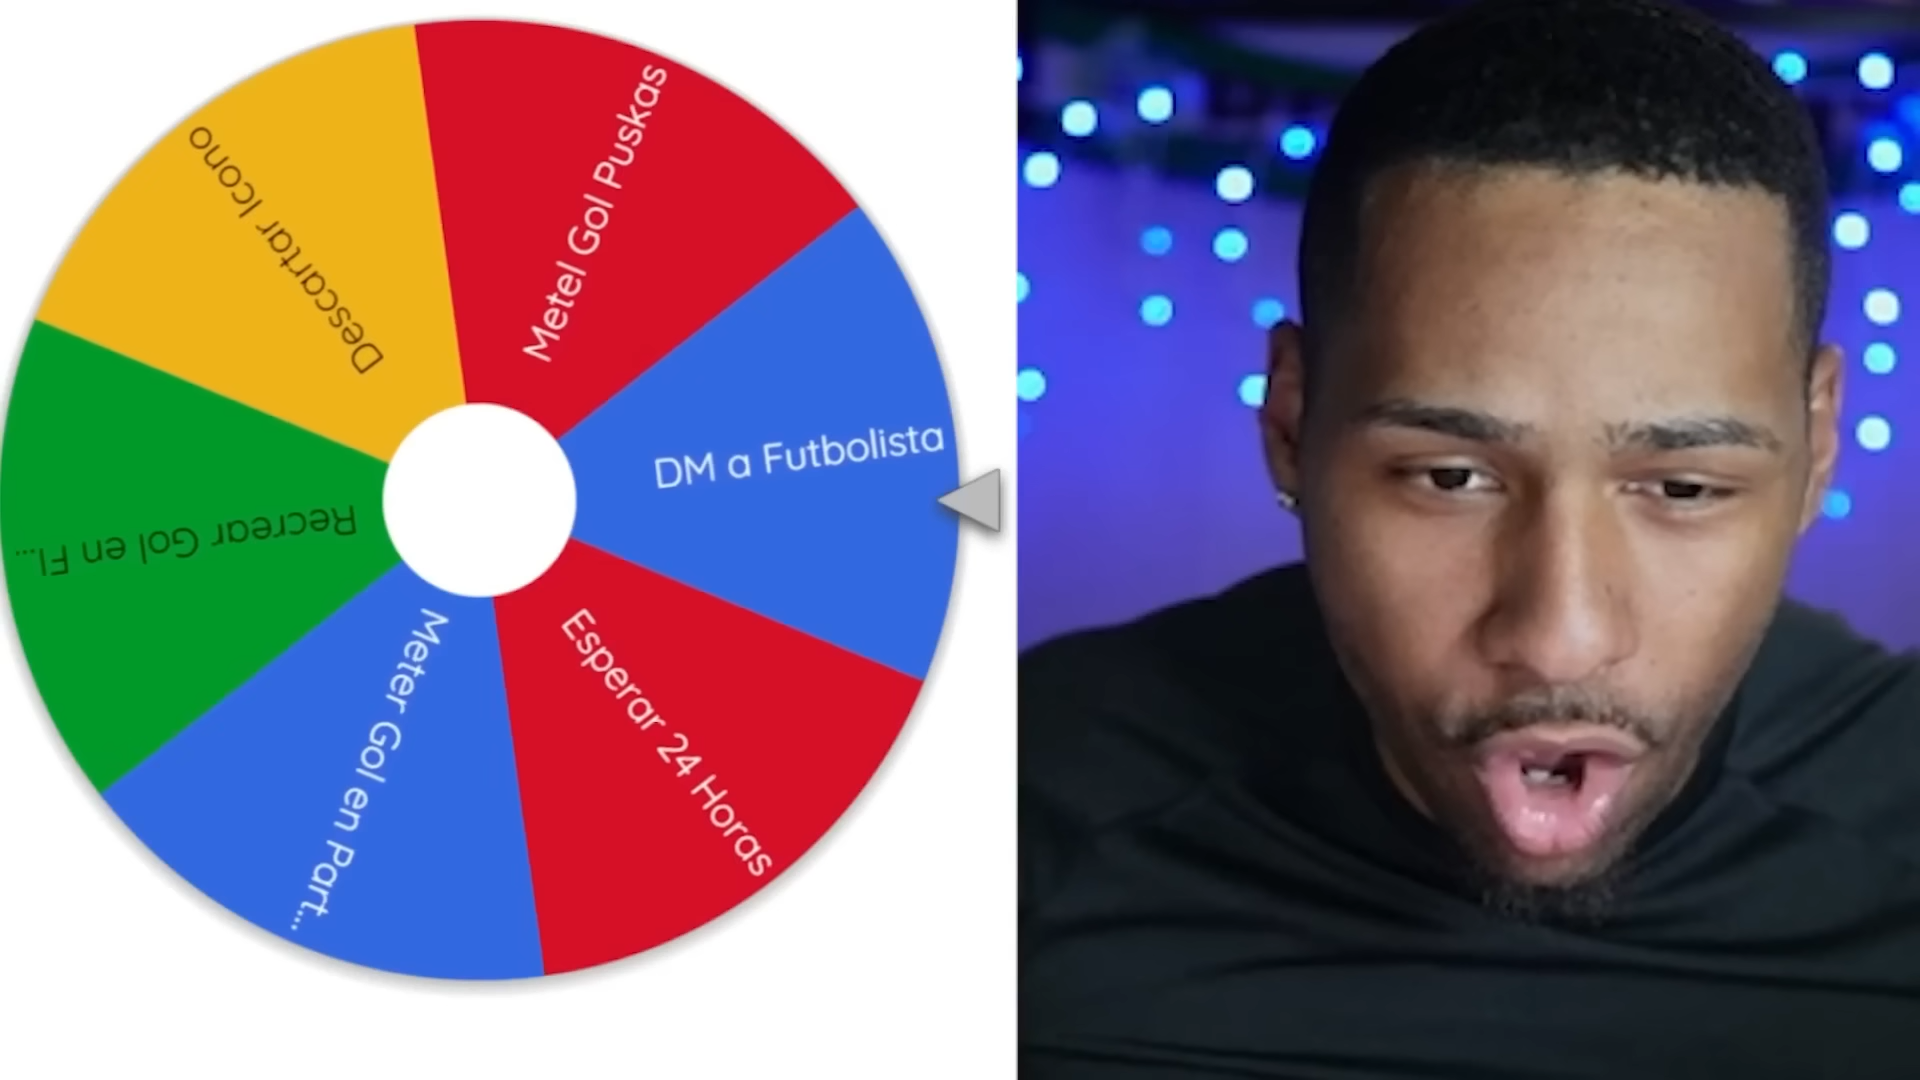 Metel Gol Puskas
DM a Futbolista
Esperar 24 Horas
Meter Gol en Part...
Recrear Gol en Fl...
Descartar Icono